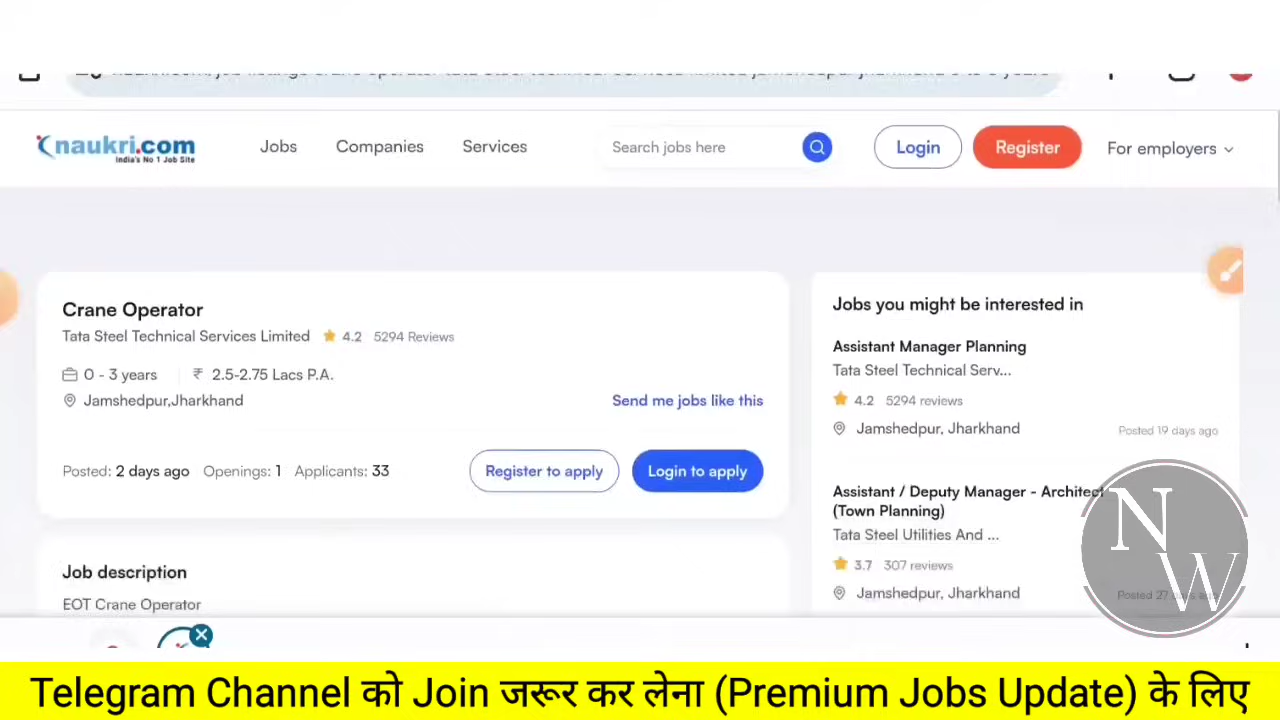 naukri.com
India's No 1 Job Site
Jobs
Companies
Services
Search jobs here
Login
Register
For employers
Crane Operator
Tata Steel Technical Services Limited 4.2 5294 Reviews
0 - 3 years ₹ 2.5-2.75 Lacs P.A.
Jamshedpur,Jharkhand
Send me jobs like this
Posted: 2 days ago Openings: 1 Applicants: 33
Register to apply
Login to apply
Job description
EOT Crane Operator
Jobs you might be interested in
Assistant Manager Planning
Tata Steel Technical Serv...
4.2 5294 reviews
Jamshedpur, Jharkhand
Posted 19 days ago
Assistant / Deputy Manager - Architect
(Town Planning)
Tata Steel Utilities And ...
3.7 307 reviews
Jamshedpur, Jharkhand
Posted 27 days ago
NW
Telegram Channel को Join जरूर कर लेना (Premium Jobs Update) के लिए